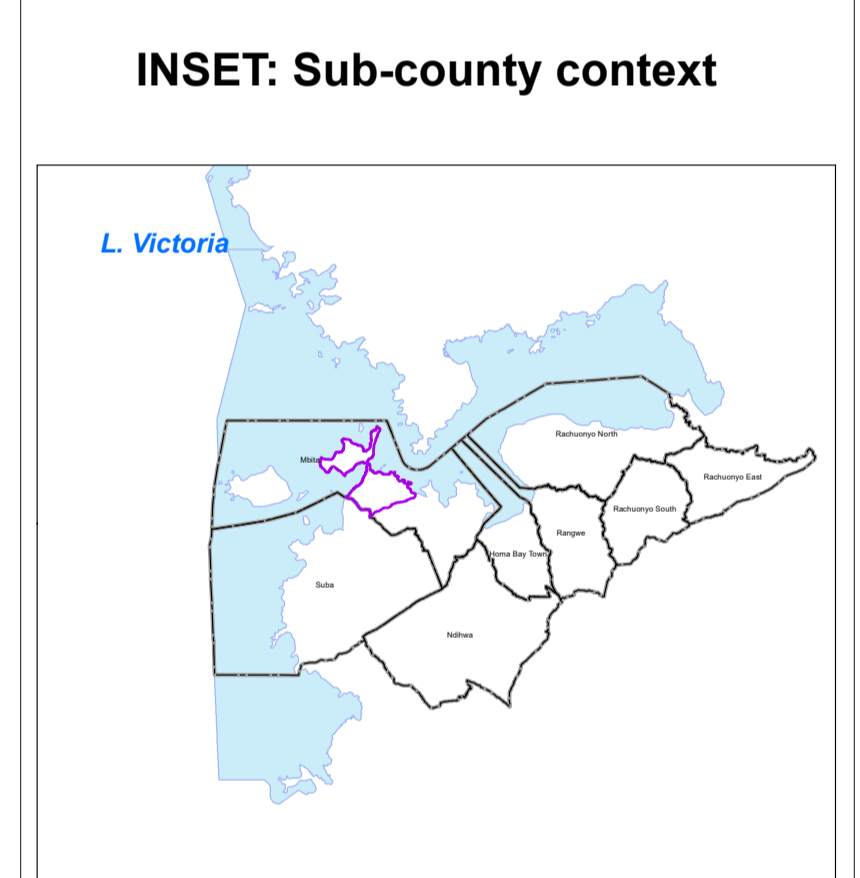 INSET: Sub-county context
L. Victoria
Rachuonyo North
Mbita
Rachuonyo East
Rachuonyo South
Rangwe
Homa Bay Town
Suba
Ndihwa